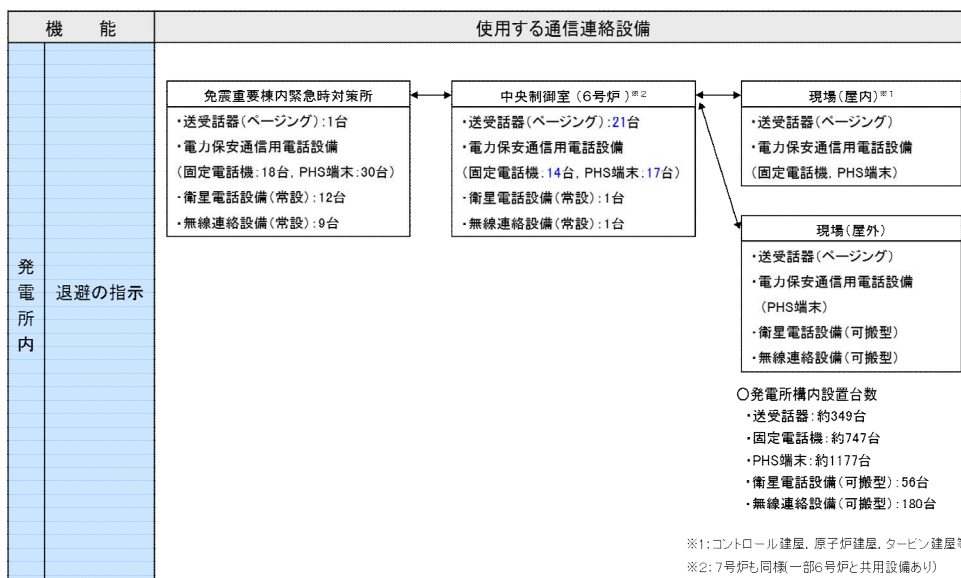 機　能
使用する通信連絡設備
発電所内
退避の指示
免震重要棟内緊急時対策所
・送受話器(ページング):1台
・電力保安通信用電話設備
(固定電話機:18台, PHS端末:30台)
・衛星電話設備(常設):12台
・無線連絡設備(常設):9台
中央制御室(6号炉)※2
・送受話器(ページング):21台
・電力保安通信用電話設備
(固定電話機:14台, PHS端末:17台)
・衛星電話設備(常設):1台
・無線連絡設備(常設):1台
現場(屋内)※1
・送受話器(ページング)
・電力保安通信用電話設備
(固定電話機, PHS端末)
現場(屋外)
・送受話器(ページング)
・電力保安通信用電話設備
(PHS端末)
・衛星電話設備(可搬型)
・無線連絡設備(可搬型)
○発電所構内設置台数
・送受話器:約349台
・固定電話機:約747台
・PHS端末:約1177台
・衛星電話設備(可搬型):56台
・無線連絡設備(可搬型):180台
※1:コントロール建屋, 原子炉建屋, タービン建屋等
※2:7号炉も同様(一部6号炉と共用設備あり)